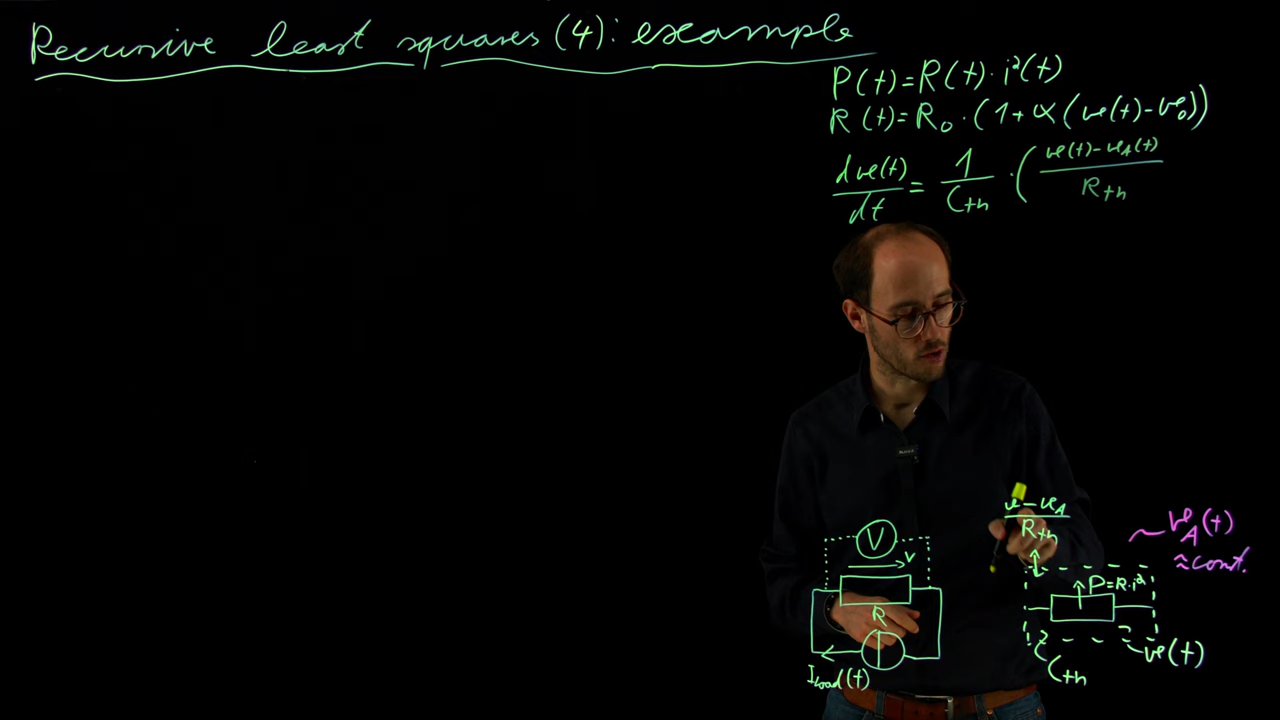 Recursive least squares (4): example
P(t)=R(t)·i²(t)
R(t)=R₀·(1+α(ϑ(t)-ϑ₀))
dϑ(t)/dt = 1/Cth · ( (ϑ(t)-ϑA(t))/Rth
(ϑ-ϑA)/Rth
ϑA(t)
≈const.
V
v
R
P=R·i²
ϑ(t)
Iload(t)
Cth